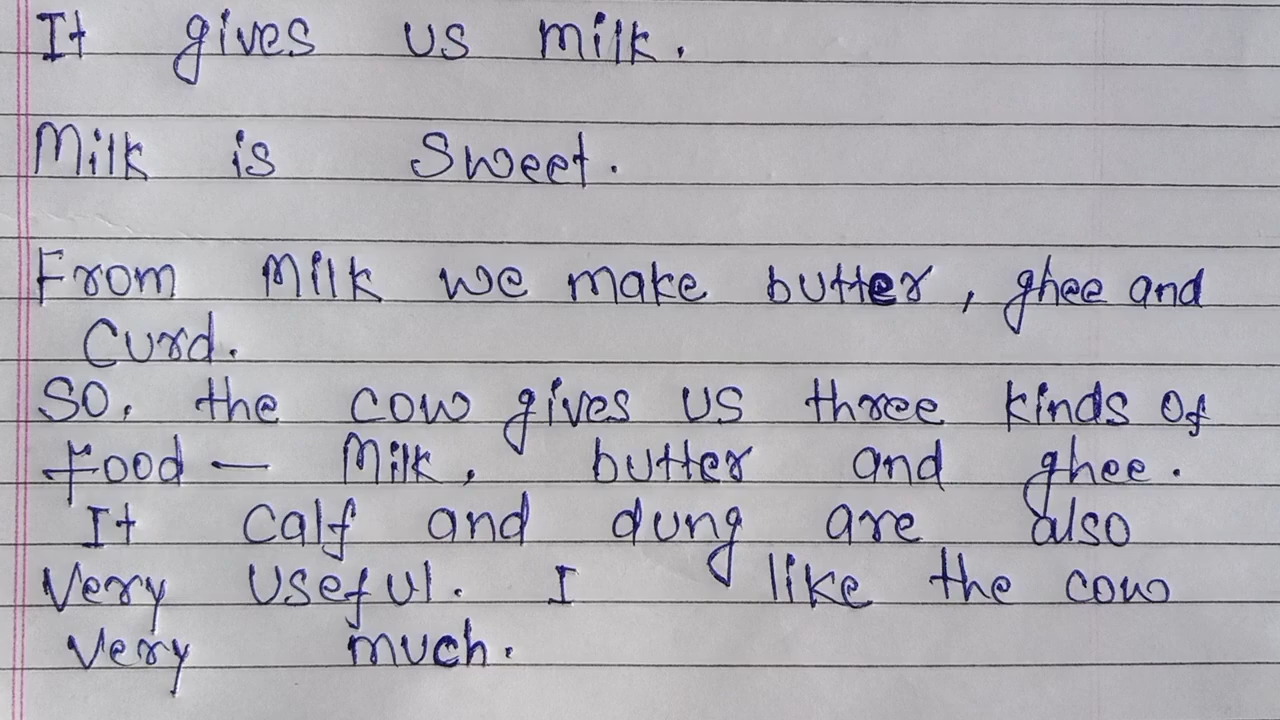 It gives us milk.
Milk is Sweet.
From Milk we make butter, ghee and
Curd.
So, the cow gives us three kinds of
food - Milk, butter and ghee.
It calf and dung are also
Very useful. I like the cow
very much.